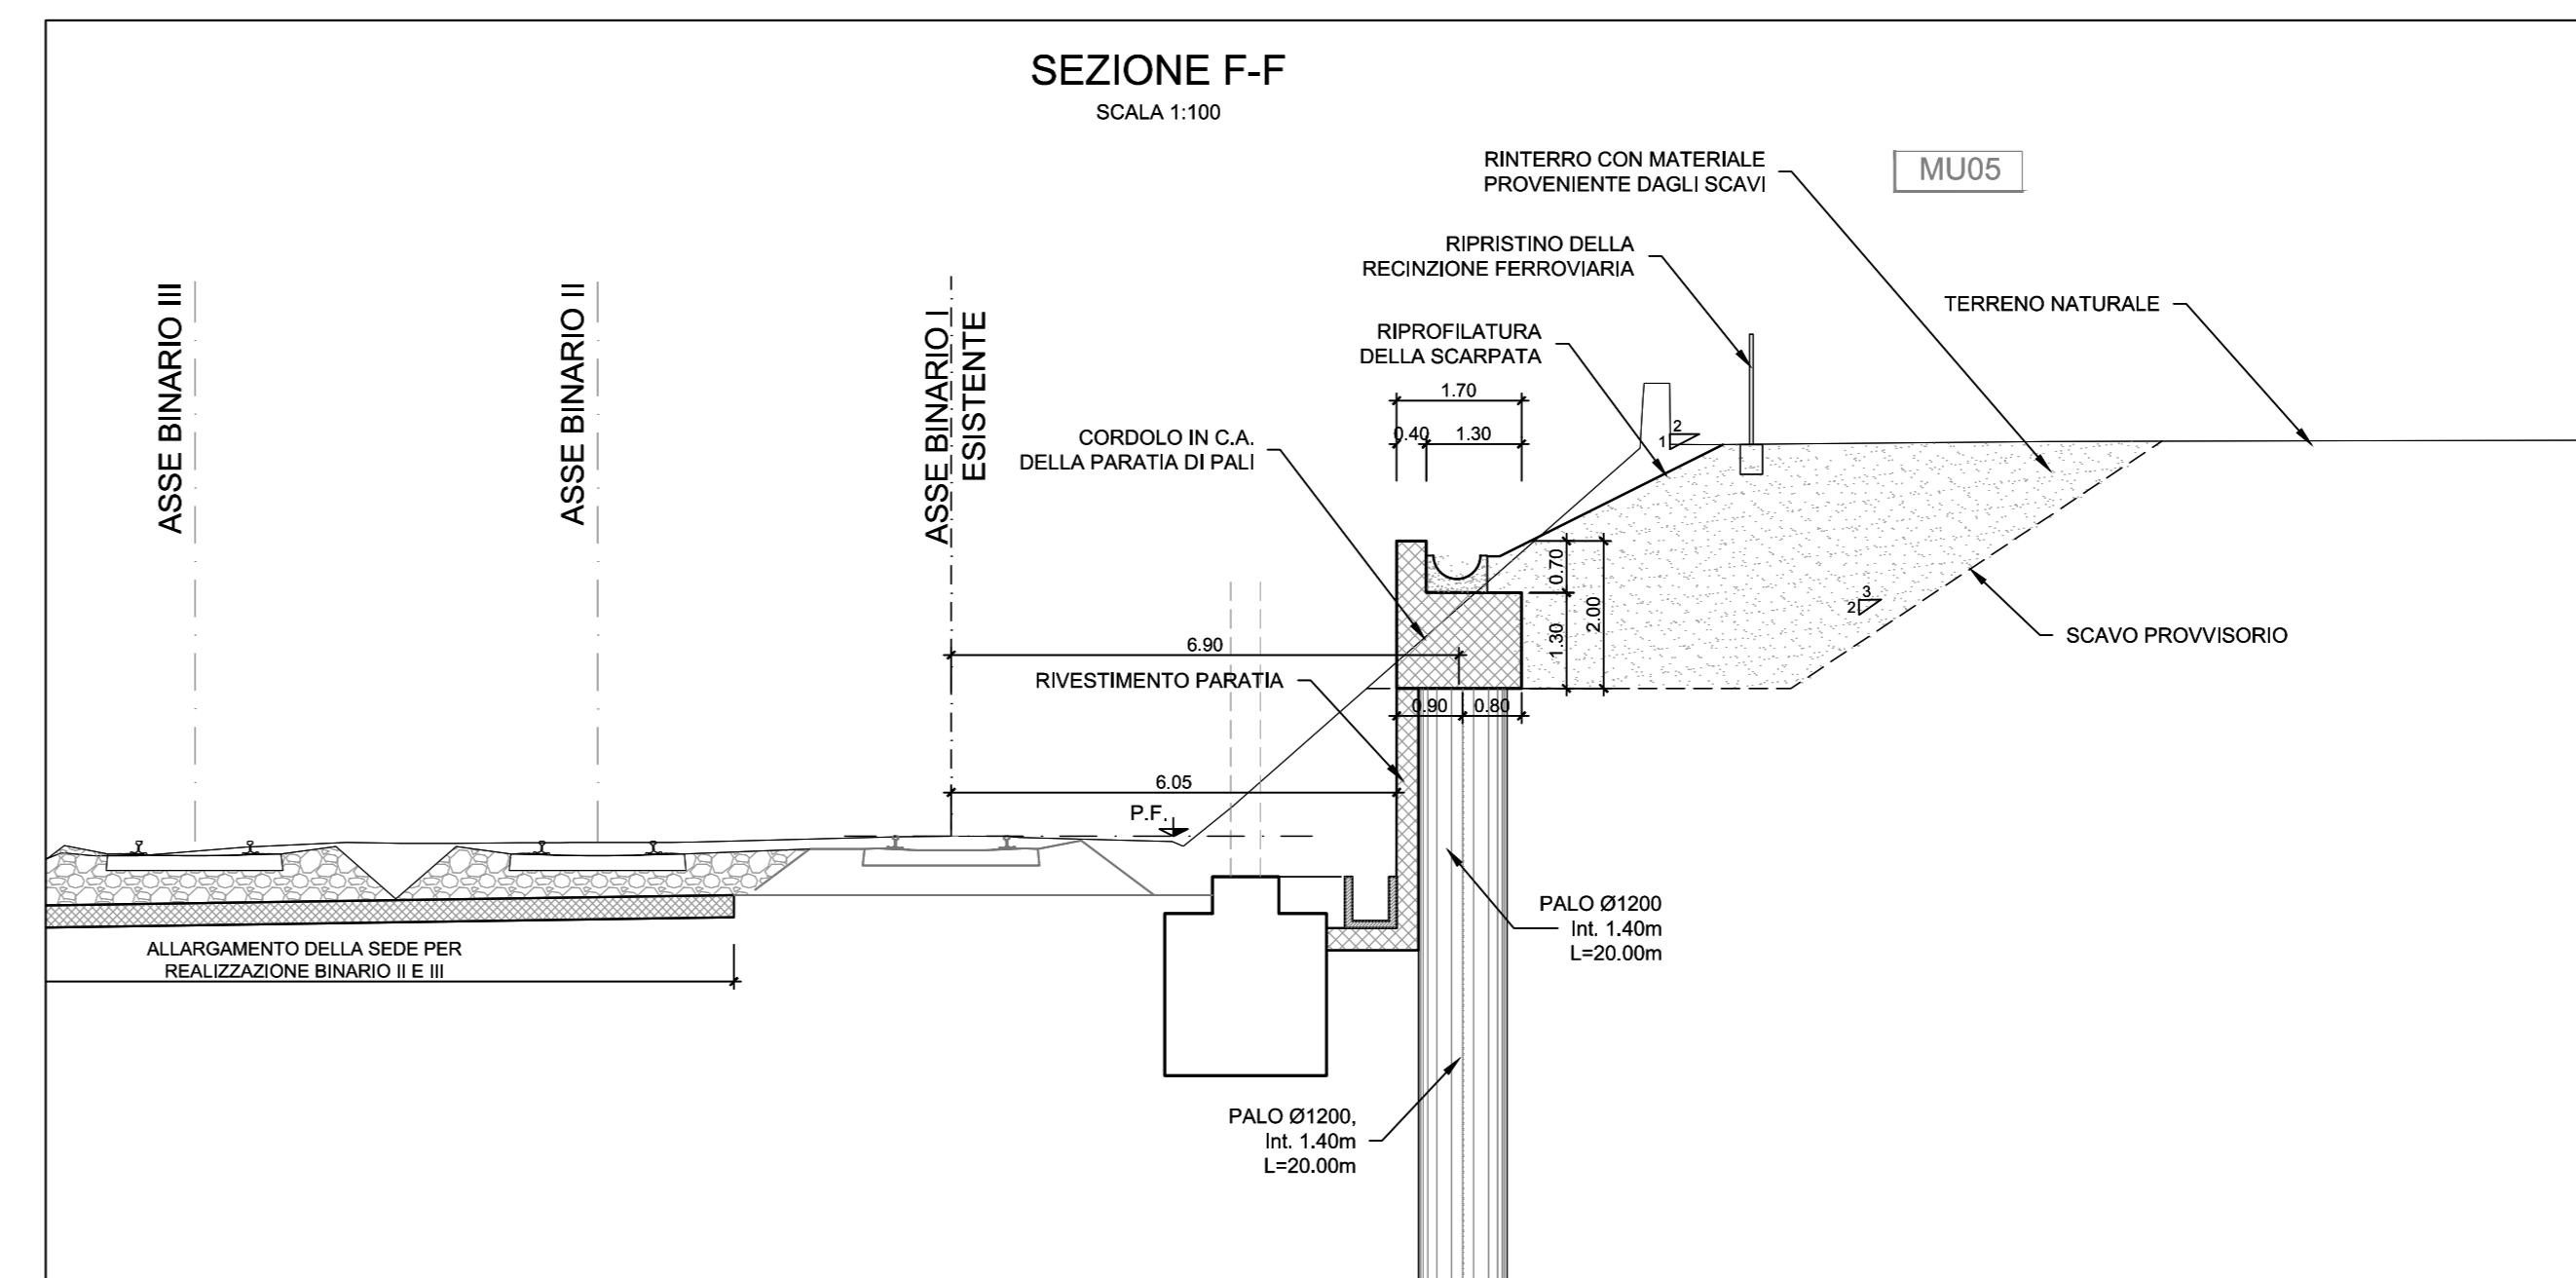 SEZIONE F-F
SCALA 1:100
MU05
RINTERRO CON MATERIALE
PROVENIENTE DAGLI SCAVI
RIPRISTINO DELLA
RECINZIONE FERROVIARIA
TERRENO NATURALE
RIPROFILATURA
DELLA SCARPATA
ASSE BINARIO III
ASSE BINARIO II
ASSE BINARIO I
ESISTENTE
1.70
0.40
1.30
2
1
CORDOLO IN C.A.
DELLA PARATIA DI PALI
0.70
1.30
2.00
3
2
SCAVO PROVVISORIO
6.90
RIVESTIMENTO PARATIA
0.90
0.80
6.05
P.F.
PALO Ø1200
Int. 1.40m
L=20.00m
ALLARGAMENTO DELLA SEDE PER
REALIZZAZIONE BINARIO II E III
PALO Ø1200,
Int. 1.40m
L=20.00m